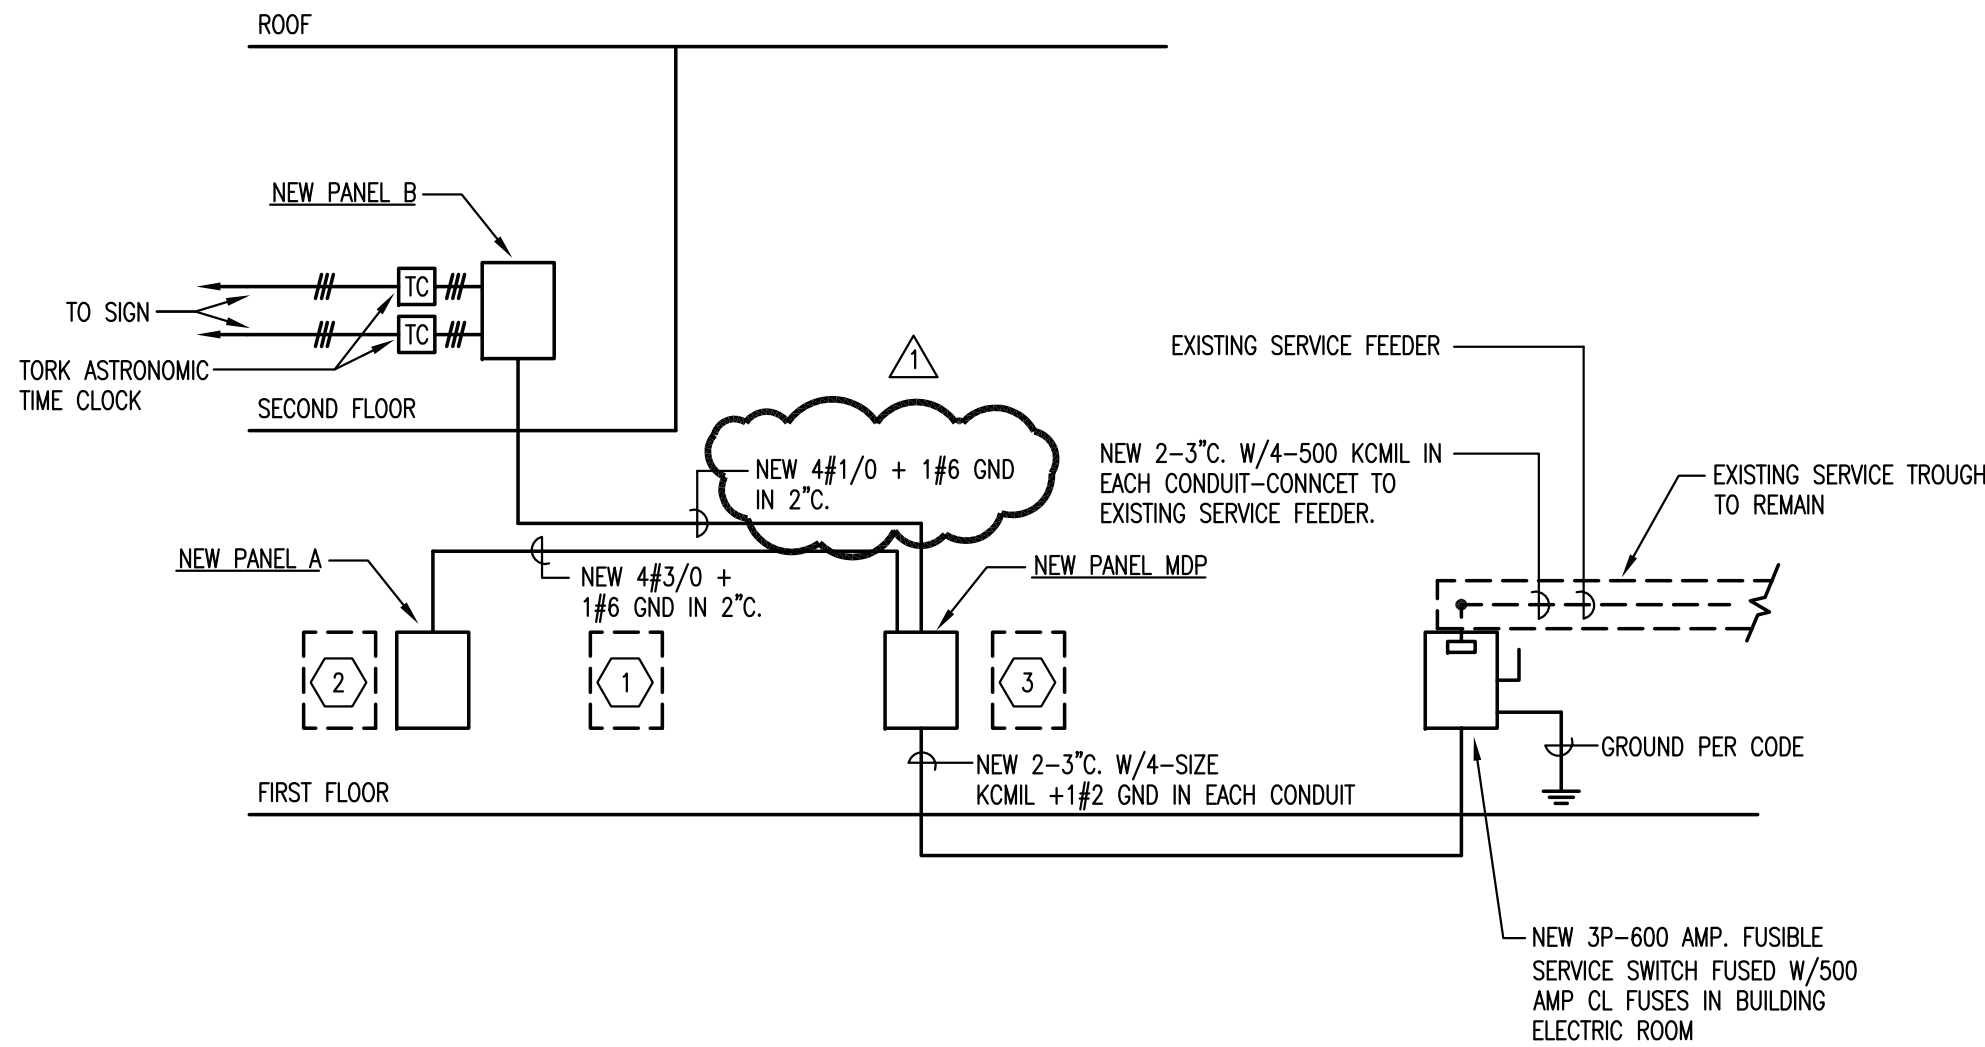 ROOF
NEW PANEL B
TC
TO SIGN
TC
TORK ASTRONOMIC
TIME CLOCK
SECOND FLOOR
1
NEW 4#1/0 + 1#6 GND
IN 2"C.
EXISTING SERVICE FEEDER
NEW 2-3"C. W/4-500 KCMIL IN
EACH CONDUIT-CONNCET TO
EXISTING SERVICE FEEDER.
EXISTING SERVICE TROUGH
TO REMAIN
NEW PANEL A
NEW 4#3/0 +
1#6 GND IN 2"C.
NEW PANEL MDP
2
1
3
GROUND PER CODE
NEW 2-3"C. W/4-SIZE
KCMIL +1#2 GND IN EACH CONDUIT
FIRST FLOOR
NEW 3P-600 AMP. FUSIBLE
SERVICE SWITCH FUSED W/500
AMP CL FUSES IN BUILDING
ELECTRIC ROOM